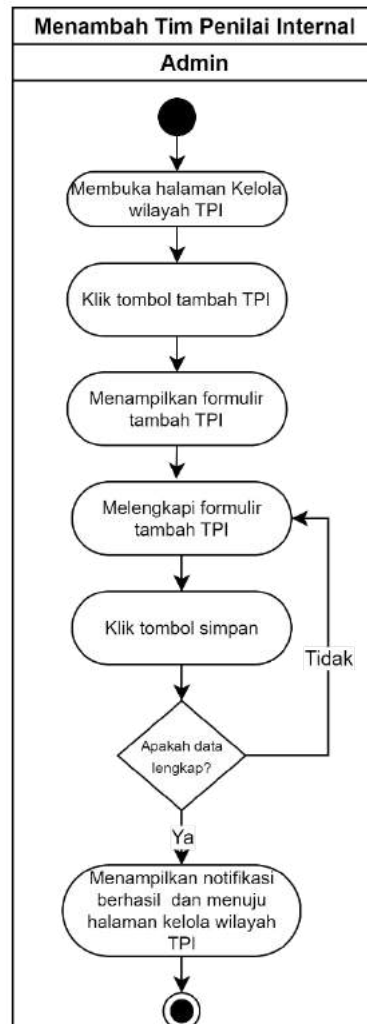 Menambah Tim Penilai Internal
Admin
Membuka halaman Kelola
wilayah TPI
Klik tombol tambah TPI
Menampilkan formulir
tambah TPI
Melengkapi formulir
tambah TPI
Klik tombol simpan
Tidak
Apakah data
lengkap?
Ya
Menampilkan notifikasi
berhasil dan menuju
halaman kelola wilayah
TPI